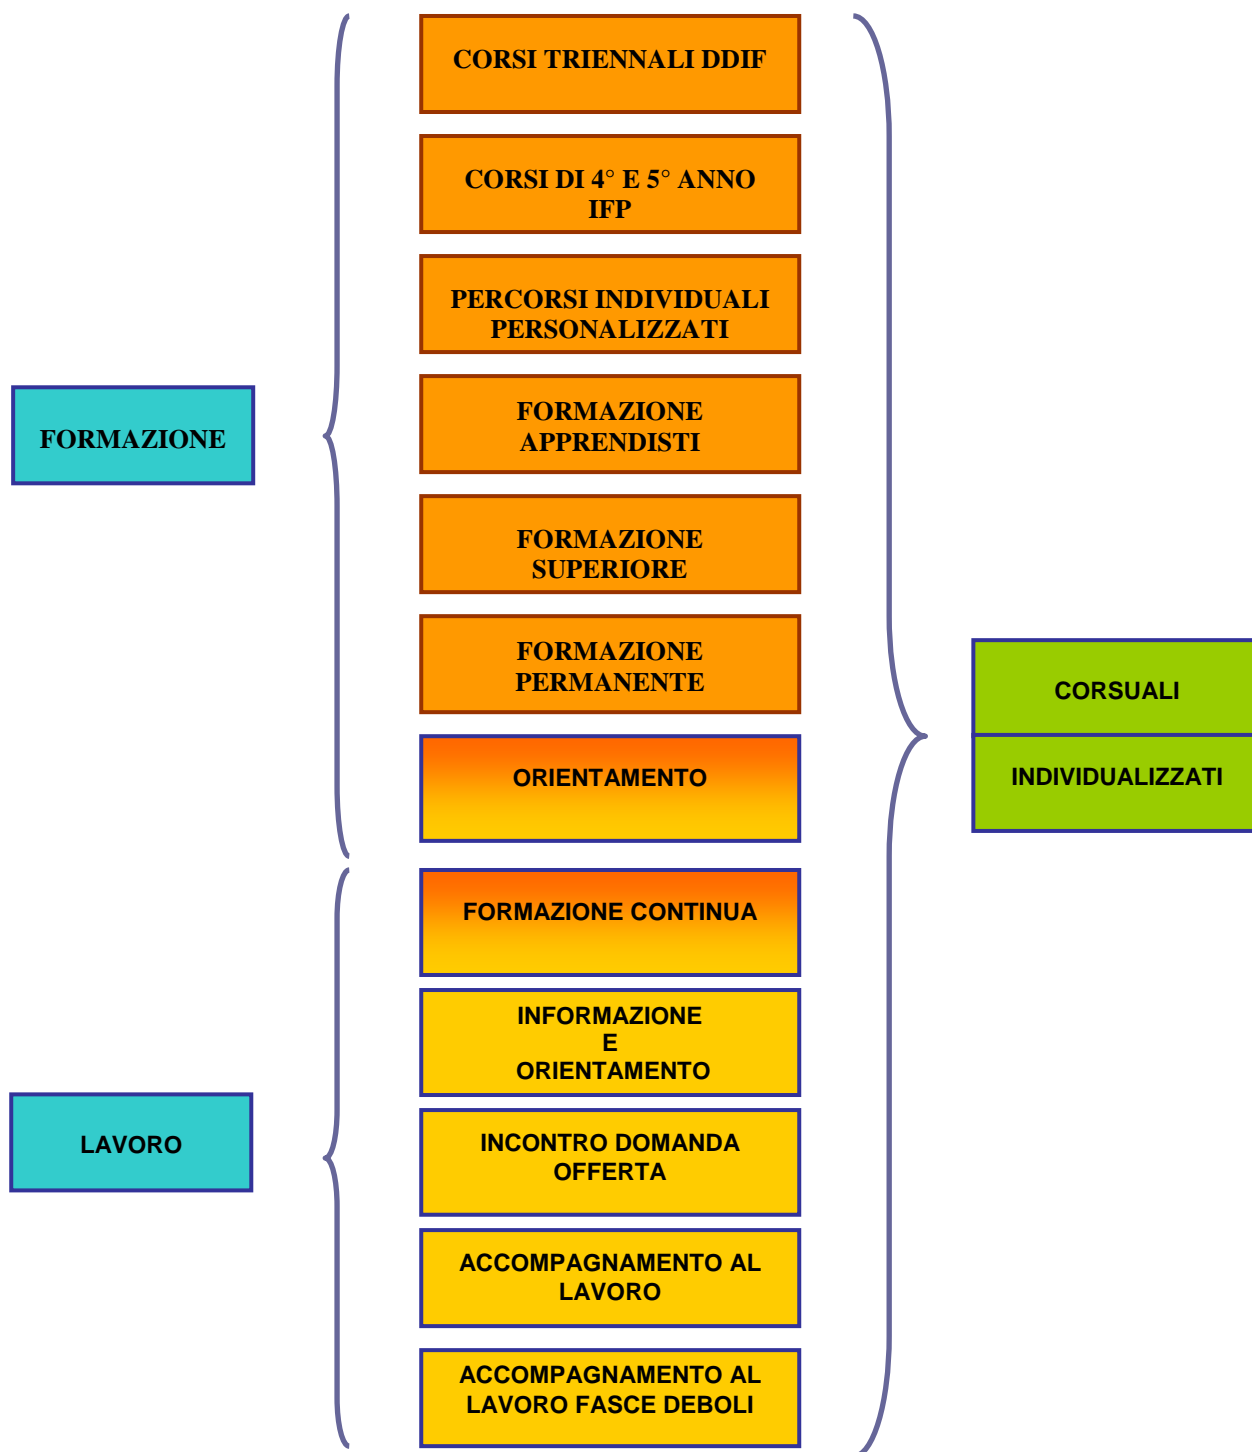 CORSI TRIENNALI DDIF
CORSI DI 4° E 5° ANNO
IFP
PERCORSI INDIVIDUALI
PERSONALIZZATI
FORMAZIONE
FORMAZIONE
APPRENDISTI
FORMAZIONE
SUPERIORE
FORMAZIONE
PERMANENTE
ORIENTAMENTO
CORSUALI
INDIVIDUALIZZATI
FORMAZIONE CONTINUA
INFORMAZIONE
E
ORIENTAMENTO
LAVORO
INCONTRO DOMANDA
OFFERTA
ACCOMPAGNAMENTO AL
LAVORO
ACCOMPAGNAMENTO AL
LAVORO FASCE DEBOLI